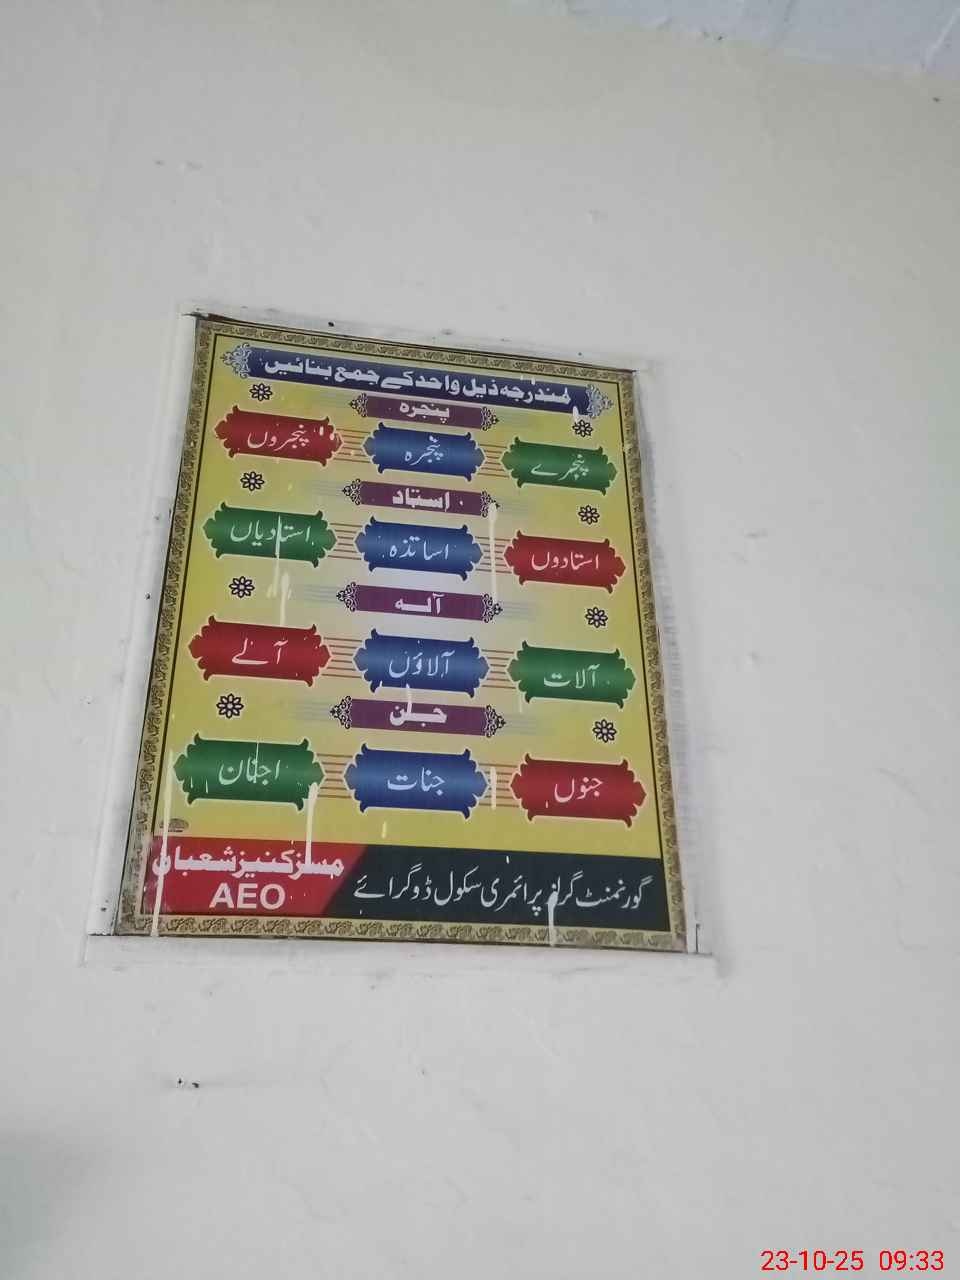 مندرجہ ذیل واحد کے جمع بنائیں
پنجرہ
پنجرے پنجرہ پنجروں
استاد
استادوں اساتذہ استادیاں
آلہ
آلات آلاؤں آلے
جن
جنوں جنات اجنان
گورنمنٹ گرلز پرائمری سکول ڈوگرائے
مسز کنیز شعبان
AEO
23-10-25 09:33